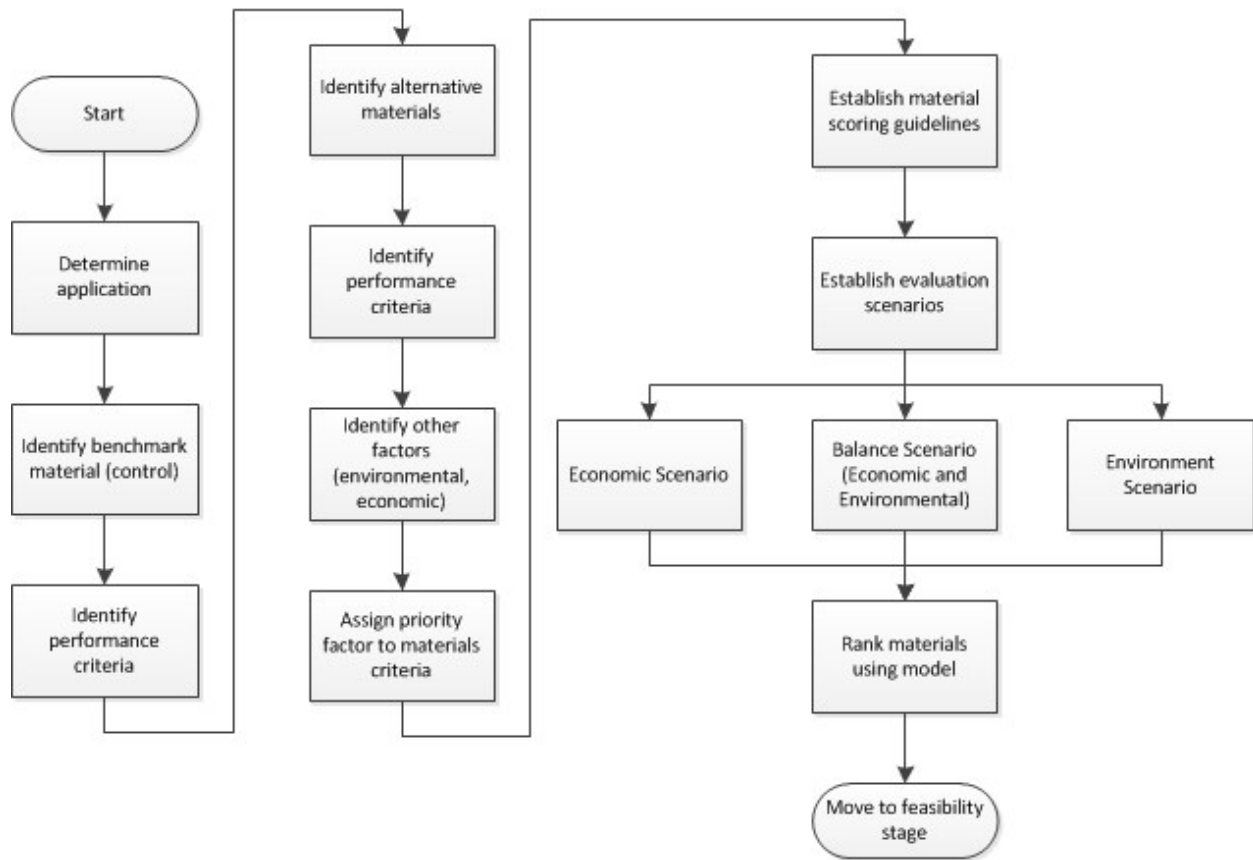 Start
Determine
application
Identify benchmark
material (control)
Identify
performance
criteria
Identify alternative
materials
Identify
performance
criteria
Identify other
factors
(environmental,
economic)
Assign priority
factor to materials
criteria
Establish material
scoring guidelines
Establish evaluation
scenarios
Economic Scenario
Balance Scenario
(Economic and
Environmental)
Environment
Scenario
Rank materials
using model
Move to feasibility
stage